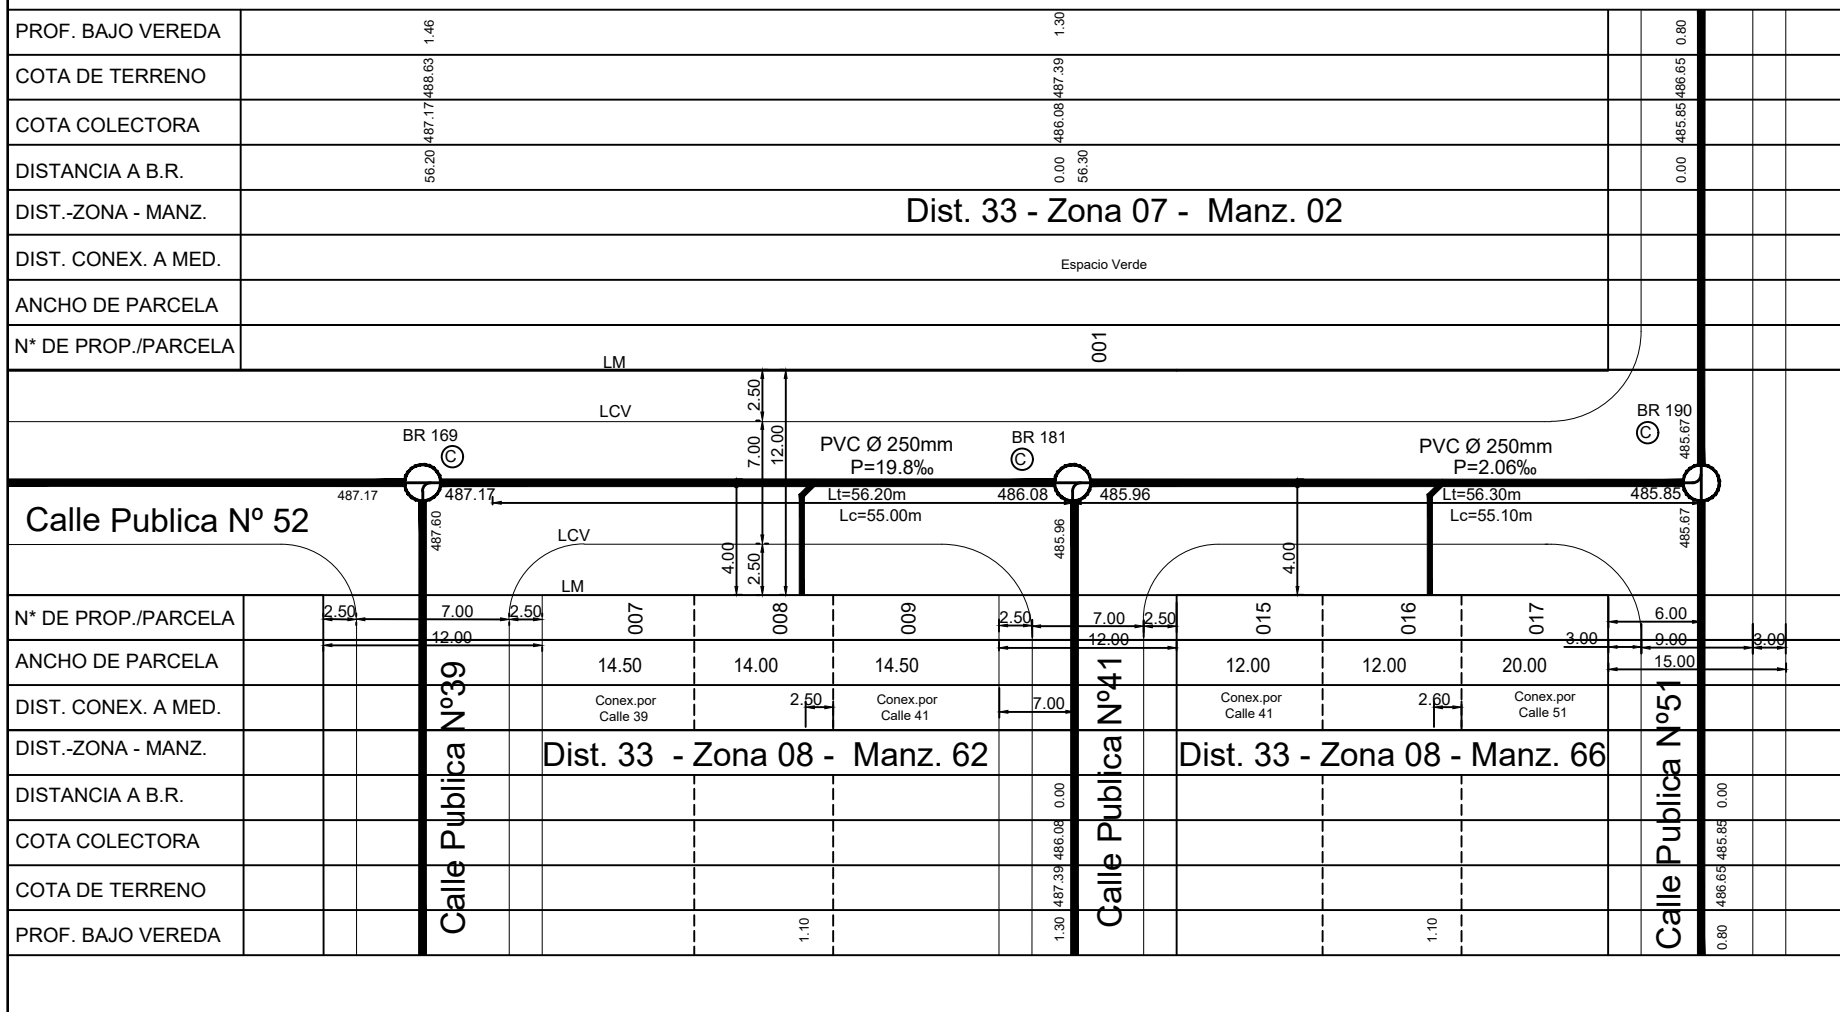 PROF. BAJO VEREDA 1.46 1.30 0.80
COTA DE TERRENO 488.63 487.39 486.65
COTA COLECTORA 487.17 486.08 485.85
DISTANCIA A B.R. 56.20 0.00 56.30 0.00
DIST.-ZONA - MANZ. Dist. 33 - Zona 07 - Manz. 02
DIST. CONEX. A MED. Espacio Verde
ANCHO DE PARCELA
N* DE PROP./PARCELA 001
LM
LCV
2.50
7.00
12.00
BR 169
C
PVC Ø 250mm
P=19.8‰
BR 181
C
PVC Ø 250mm
P=2.06‰
BR 190
C
485.67
487.17 487.17 Lt=56.20m 486.08 485.96 Lt=56.30m 485.85
Lc=55.00m Lc=55.10m
Calle Publica Nº 52
487.60
LCV
4.00
2.50
485.96
4.00
485.67
LM
N* DE PROP./PARCELA 2.50 7.00 2.50 007 008 009 2.50 7.00 2.50 015 016 017 6.00
12.00 12.00 3.00 9.00 3.00
ANCHO DE PARCELA 14.50 14.00 14.50 12.00 12.00 20.00 15.00
DIST. CONEX. A MED. Conex.por 2.50 Conex.por 7.00 Conex.por 2.60 Conex.por
Calle 39 Calle 41 Calle 41 Calle 51
Calle Publica Nº39
Calle Publica Nº41
Calle Publica Nº51
DIST.-ZONA - MANZ. Dist. 33 - Zona 08 - Manz. 62 Dist. 33 - Zona 08 - Manz. 66
DISTANCIA A B.R. 0.00 0.00
COTA COLECTORA 486.08 485.85
COTA DE TERRENO 487.39 486.65
PROF. BAJO VEREDA 1.10 1.30 1.10 0.80